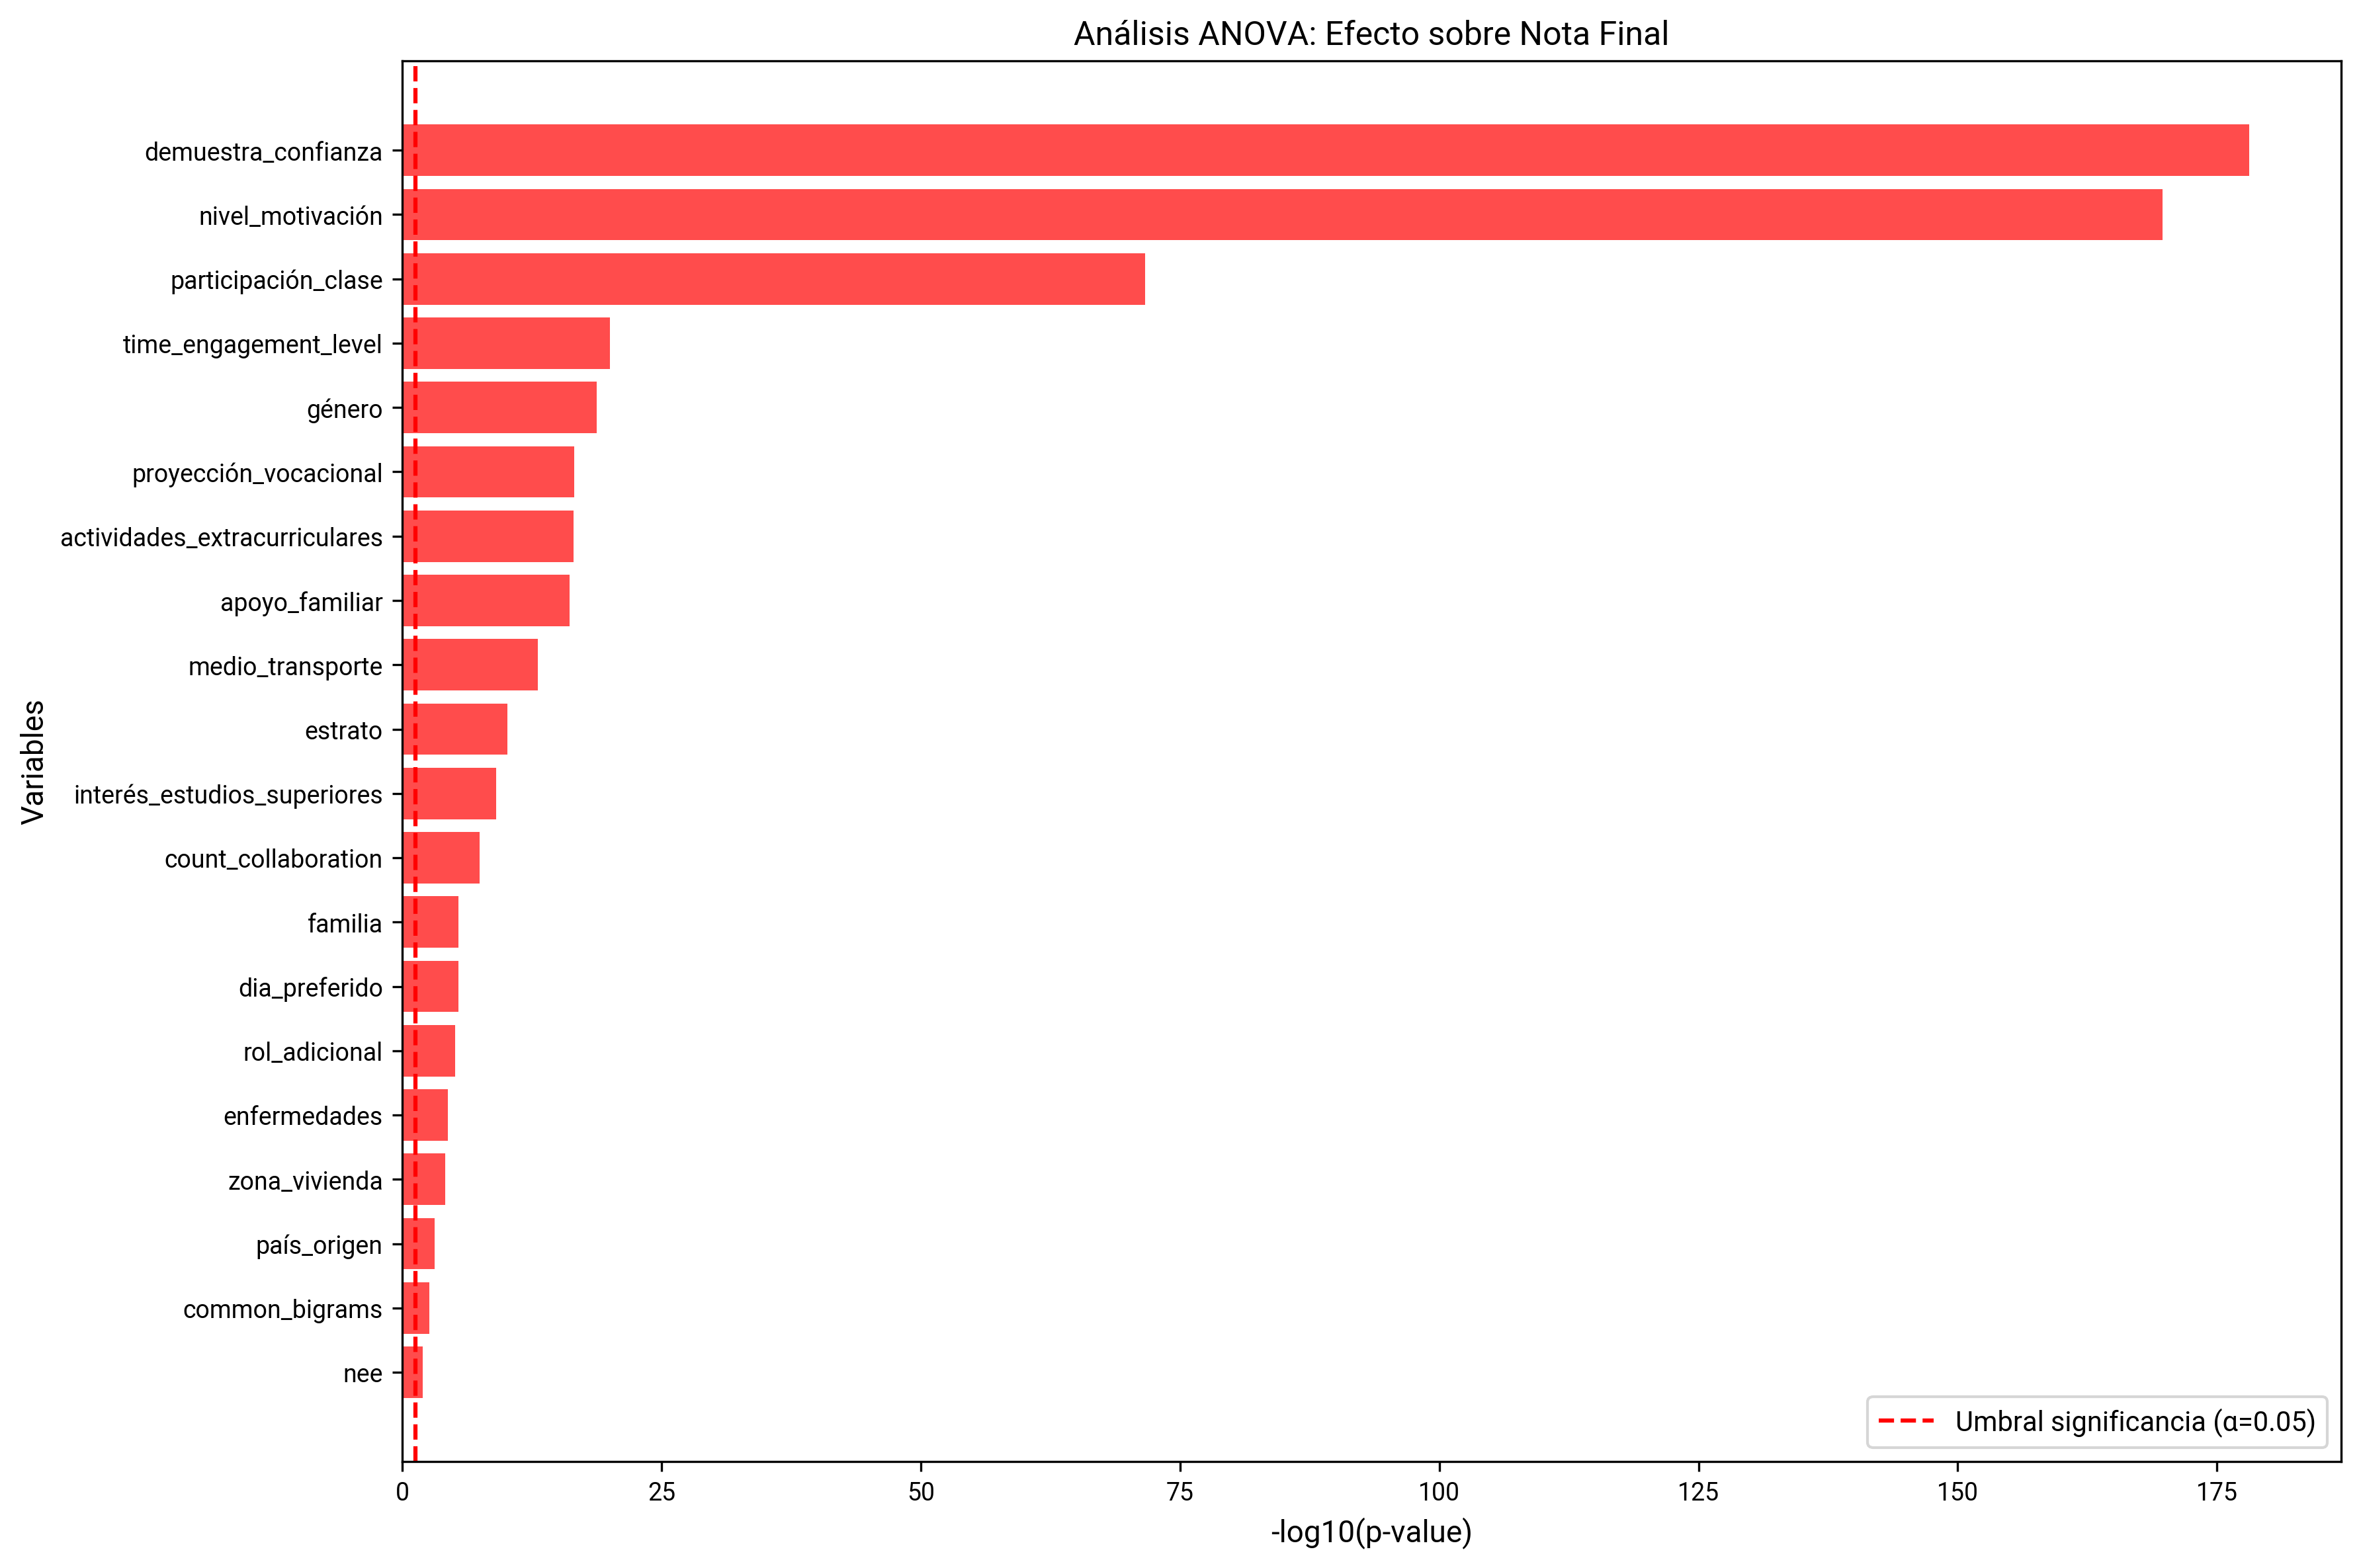 Análisis ANOVA: Efecto sobre Nota Final
Variables
demuestra_confianza
nivel_motivación
participación_clase
time_engagement_level
género
proyección_vocacional
actividades_extracurriculares
apoyo_familiar
medio_transporte
estrato
interés_estudios_superiores
count_collaboration
familia
dia_preferido
rol_adicional
enfermedades
zona_vivienda
país_origen
common_bigrams
nee
Umbral significancia (α=0.05)
0 25 50 75 100 125 150 175
-log10(p-value)